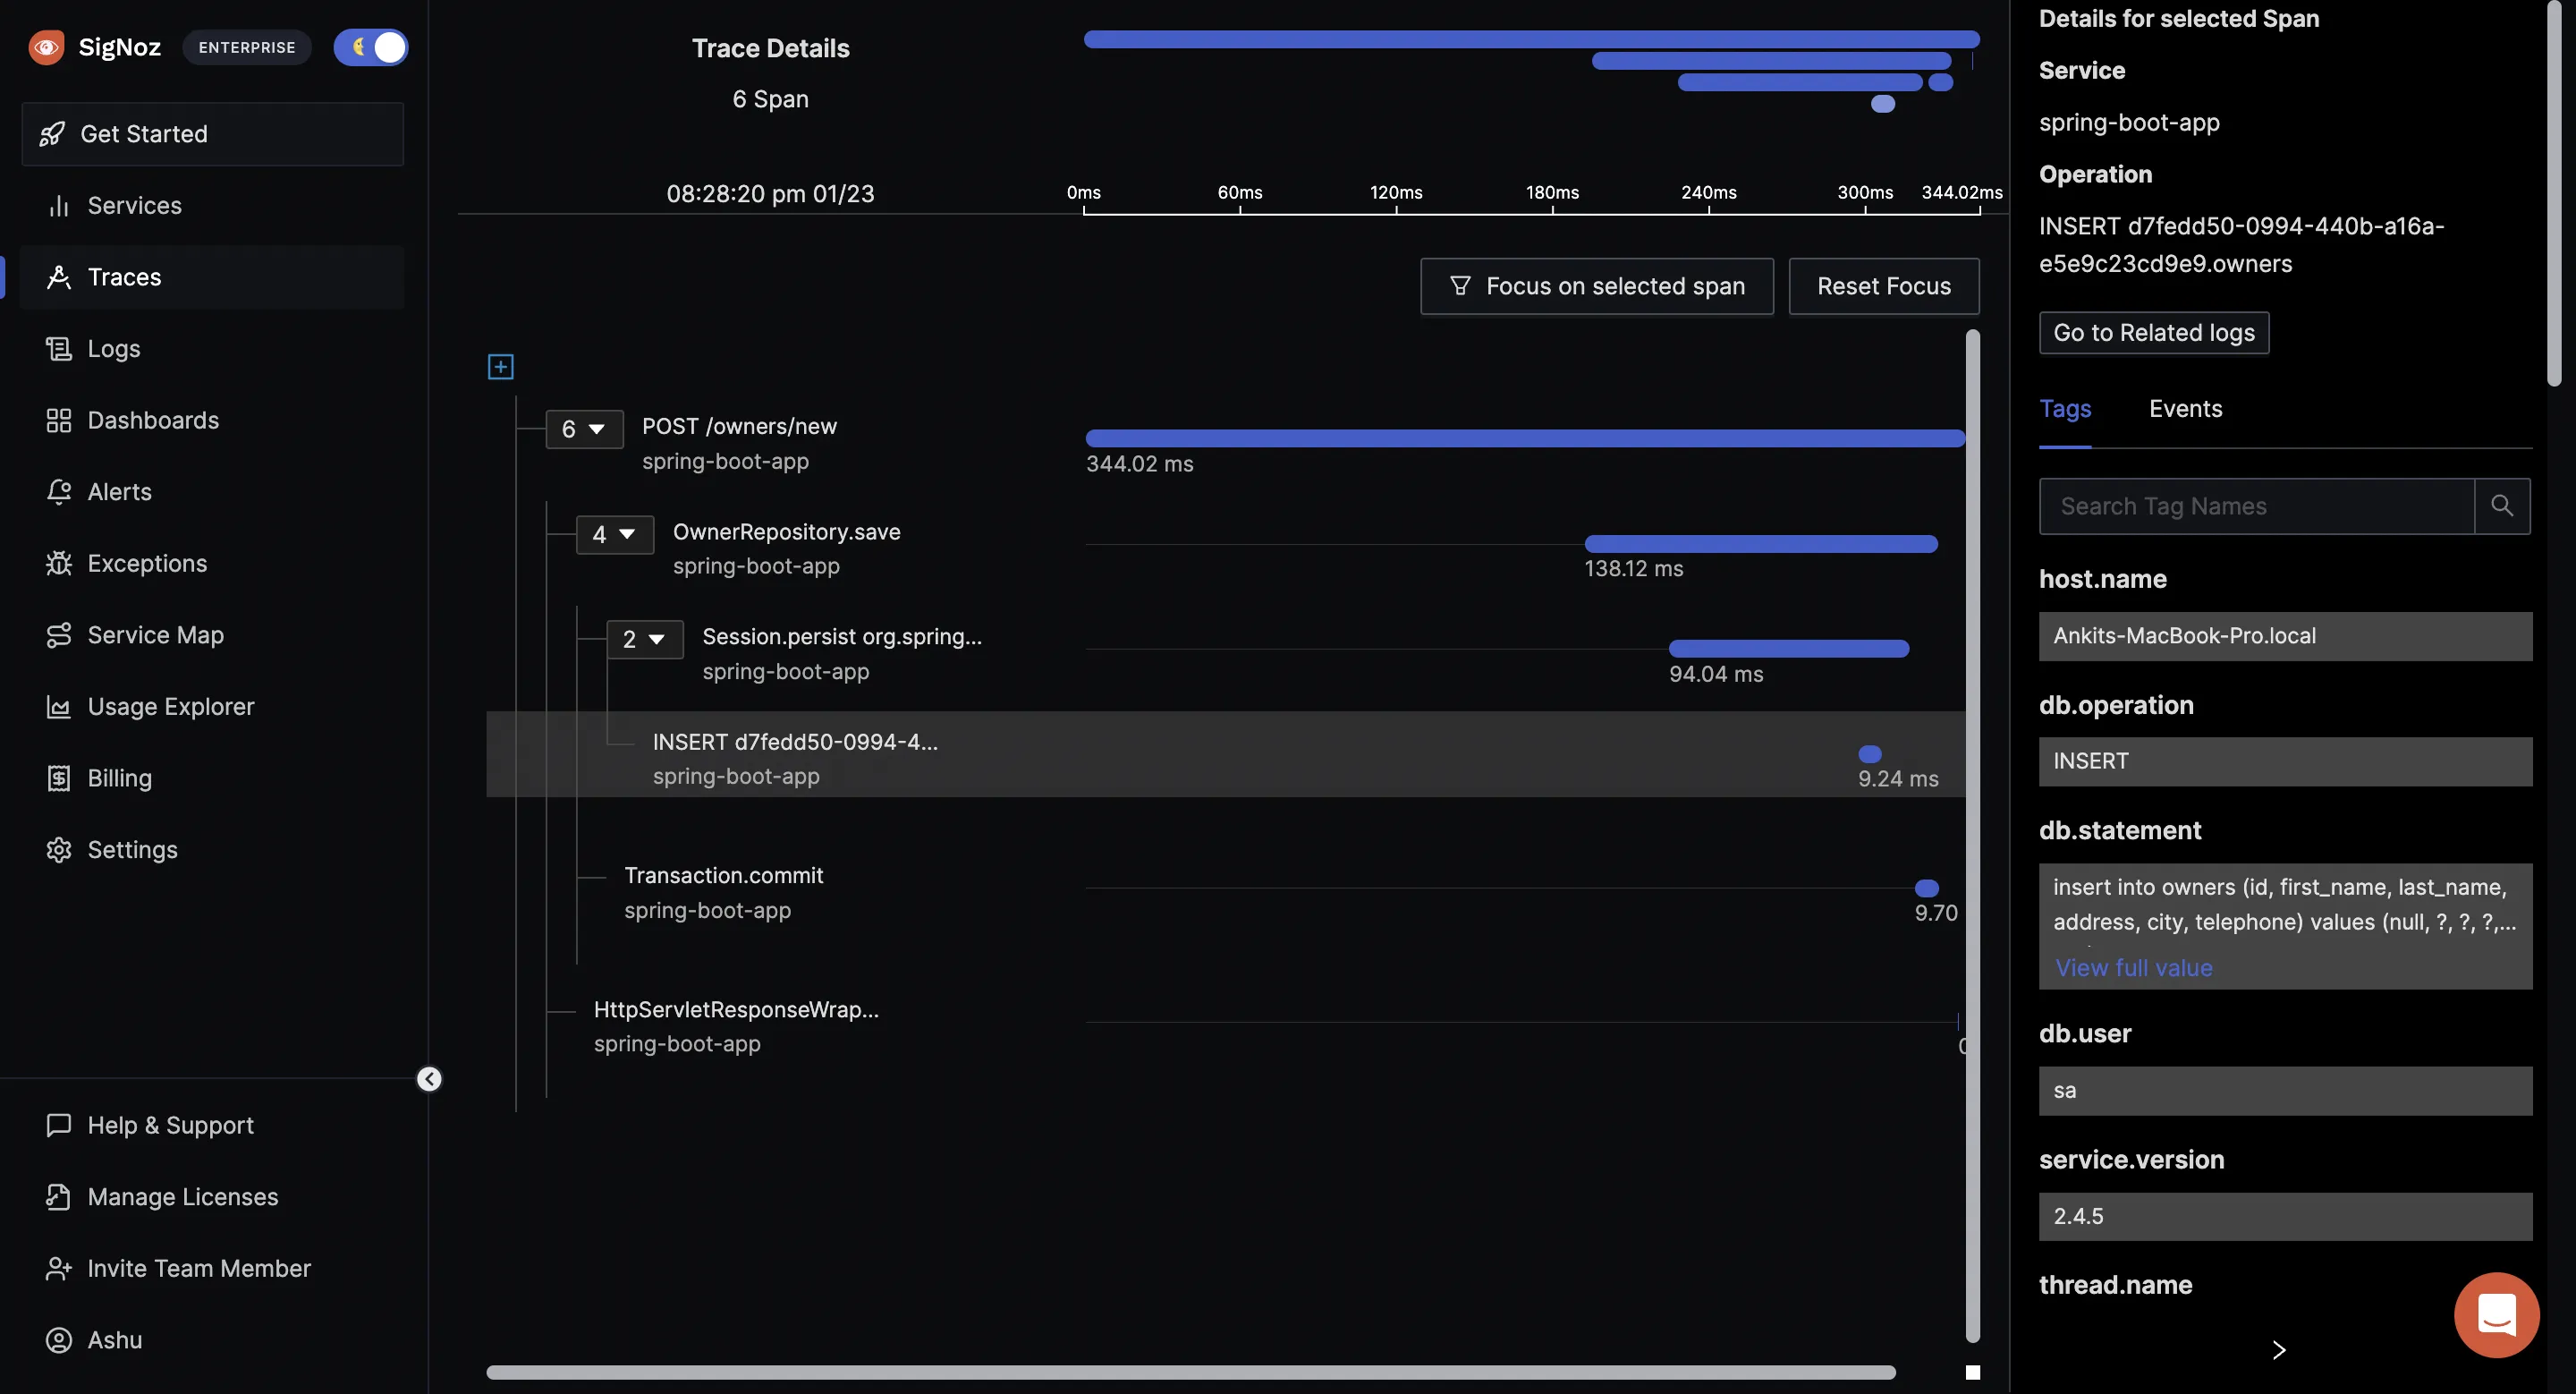 SigNoz
ENTERPRISE
Get Started
Services
Traces
Logs
Dashboards
Alerts
Exceptions
Service Map
Usage Explorer
Billing
Settings
Help & Support
Manage Licenses
Invite Team Member
Ashu
Trace Details
6 Span
08:28:20 pm 01/23
0ms 60ms 120ms 180ms 240ms 300ms 344.02ms
Focus on selected span
Reset Focus
6 POST /owners/new
spring-boot-app
344.02 ms
4 OwnerRepository.save
spring-boot-app
138.12 ms
2 Session.persist org.spring...
spring-boot-app
94.04 ms
INSERT d7fedd50-0994-4...
spring-boot-app
9.24 ms
Transaction.commit
spring-boot-app
9.70
HttpServletResponseWrap...
spring-boot-app
Details for selected Span
Service
spring-boot-app
Operation
INSERT d7fedd50-0994-440b-a16a-
e5e9c23cd9e9.owners
Go to Related logs
Tags Events
Search Tag Names
host.name
Ankits-MacBook-Pro.local
db.operation
INSERT
db.statement
insert into owners (id, first_name, last_name,
address, city, telephone) values (null, ?, ?, ?,...
View full value
db.user
sa
service.version
2.4.5
thread.name